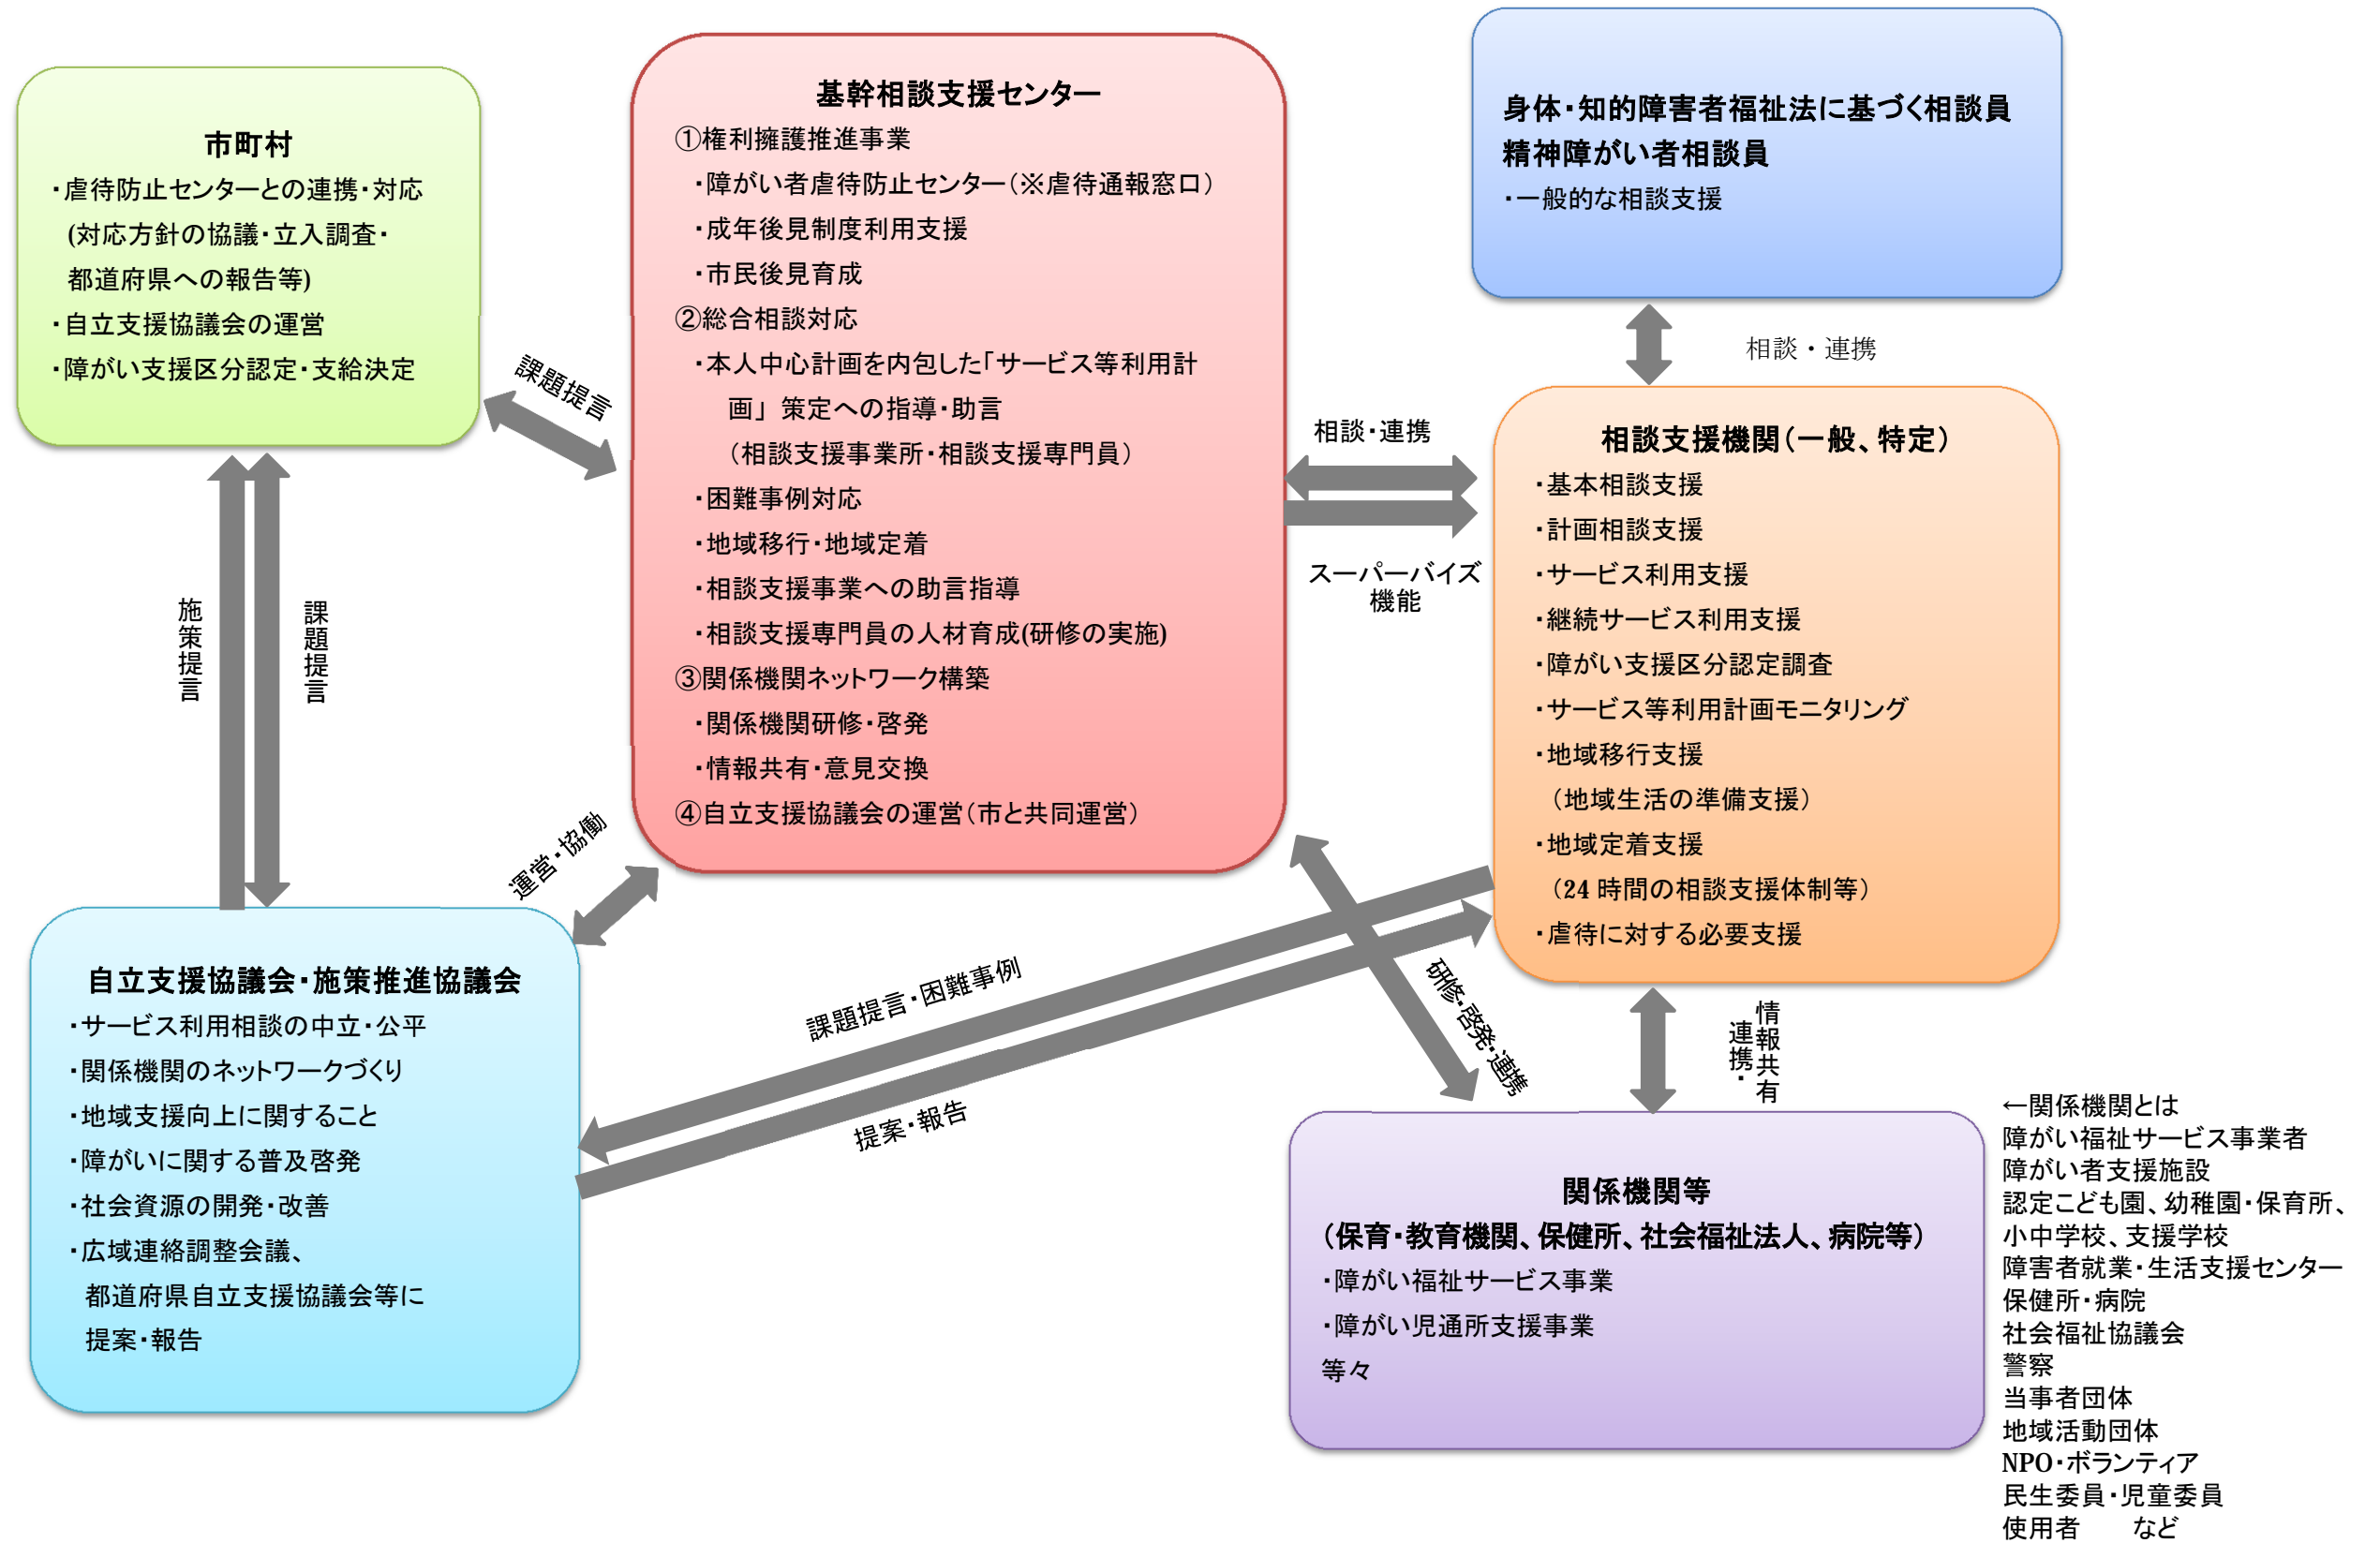 市町村
・虐待防止センターとの連携・対応
(対応方針の協議・立入調査・
都道府県への報告等)
・自立支援協議会の運営
・障がい支援区分認定・支給決定
課題提言
基幹相談支援センター
①権利擁護推進事業
・障がい者虐待防止センター（※虐待通報窓口）
・成年後見制度利用支援
・市民後見育成
②総合相談対応
・本人中心計画を内包した「サービス等利用計
画」策定への指導・助言
（相談支援事業所・相談支援専門員）
・困難事例対応
・地域移行・地域定着
・相談支援事業への助言指導
・相談支援専門員の人材育成(研修の実施)
③関係機関ネットワーク構築
・関係機関研修・啓発
・情報共有・意見交換
④自立支援協議会の運営（市と共同運営）
身体・知的障害者福祉法に基づく相談員
精神障がい者相談員
・一般的な相談支援
相談・連携
相談・連携
スーパーバイズ
機能
相談支援機関（一般、特定）
・基本相談支援
・計画相談支援
・サービス利用支援
・継続サービス利用支援
・障がい支援区分認定調査
・サービス等利用計画モニタリング
・地域移行支援
（地域生活の準備支援）
・地域定着支援
（24 時間の相談支援体制等）
・虐待に対する必要支援
施策提言
課題提言
運営・協働
自立支援協議会・施策推進協議会
・サービス利用相談の中立・公平
・関係機関のネットワークづくり
・地域支援向上に関すること
・障がいに関する普及啓発
・社会資源の開発・改善
・広域連絡調整会議、
都道府県自立支援協議会等に
提案・報告
課題提言・困難事例
提案・報告
研修・啓発・連携
情報共有
連携・
関係機関等
（保育・教育機関、保健所、社会福祉法人、病院等）
・障がい福祉サービス事業
・障がい児通所支援事業
等々
←関係機関とは
障がい福祉サービス事業者
障がい者支援施設
認定こども園、幼稚園・保育所、
小中学校、支援学校
障害者就業・生活支援センター
保健所・病院
社会福祉協議会
警察
当事者団体
地域活動団体
NPO・ボランティア
民生委員・児童委員
使用者　　など